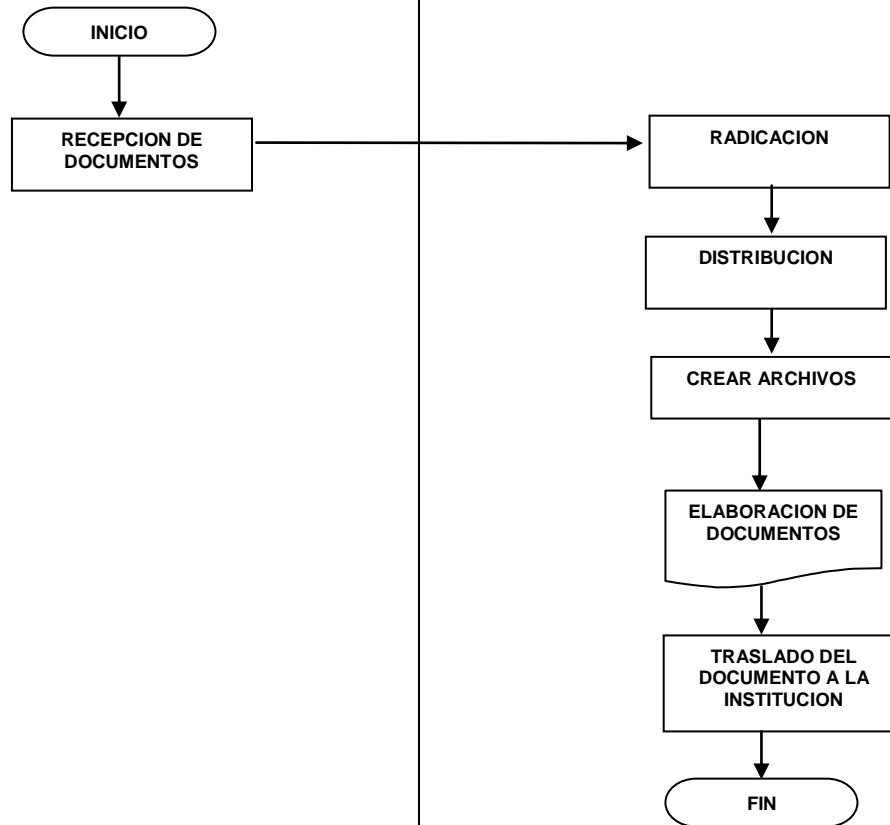 INICIO
RECEPCION DE
DOCUMENTOS
RADICACION
DISTRIBUCION
CREAR ARCHIVOS
ELABORACION DE
DOCUMENTOS
TRASLADO DEL
DOCUMENTO A LA
INSTITUCION
FIN